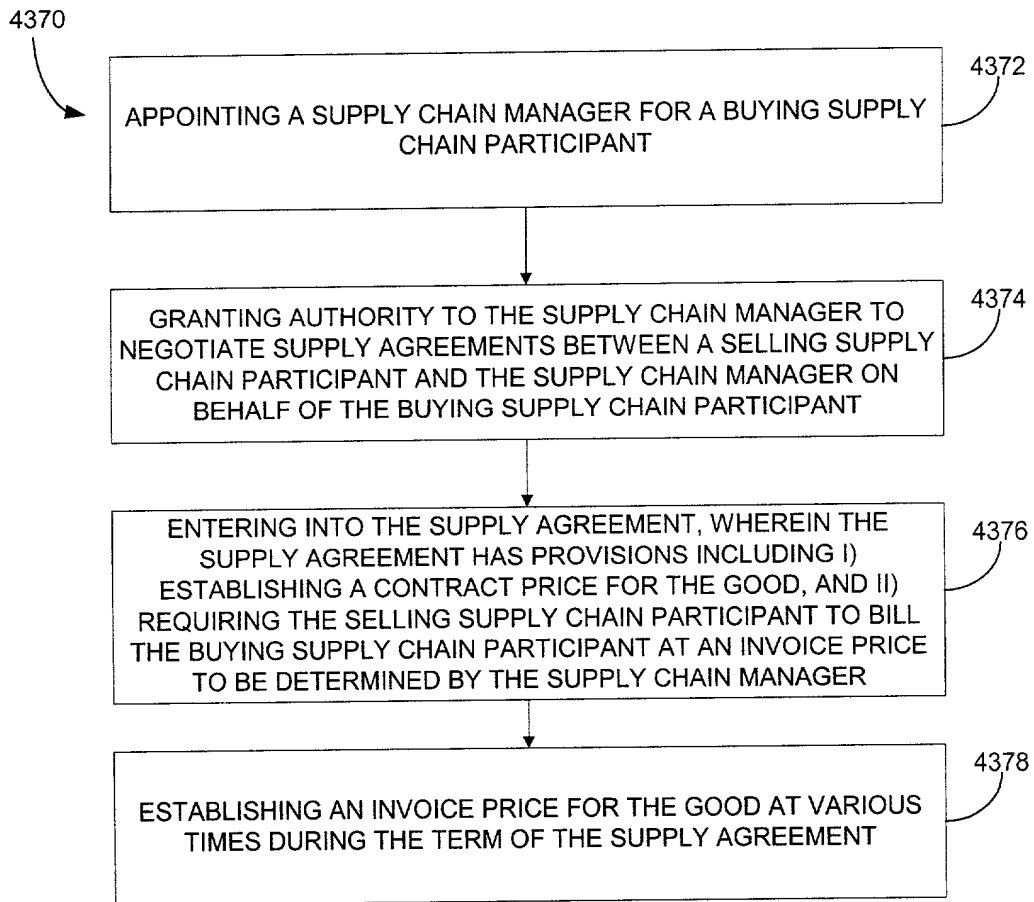 4370
4372
APPOINTING A SUPPLY CHAIN MANAGER FOR A BUYING SUPPLY
CHAIN PARTICIPANT
4374
GRANTING AUTHORITY TO THE SUPPLY CHAIN MANAGER TO
NEGOTIATE SUPPLY AGREEMENTS BETWEEN A SELLING SUPPLY
CHAIN PARTICIPANT AND THE SUPPLY CHAIN MANAGER ON
BEHALF OF THE BUYING SUPPLY CHAIN PARTICIPANT
4376
ENTERING INTO THE SUPPLY AGREEMENT, WHEREIN THE
SUPPLY AGREEMENT HAS PROVISIONS INCLUDING I)
ESTABLISHING A CONTRACT PRICE FOR THE GOOD, AND II)
REQUIRING THE SELLING SUPPLY CHAIN PARTICIPANT TO BILL
THE BUYING SUPPLY CHAIN PARTICIPANT AT AN INVOICE PRICE
TO BE DETERMINED BY THE SUPPLY CHAIN MANAGER
4378
ESTABLISHING AN INVOICE PRICE FOR THE GOOD AT VARIOUS
TIMES DURING THE TERM OF THE SUPPLY AGREEMENT